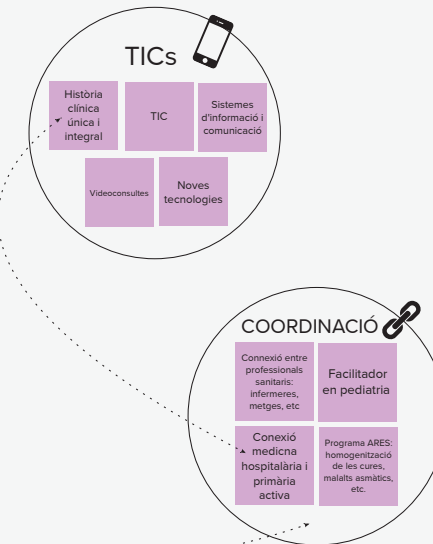 TICs
Història
clínica
única i
integral
TIC
Sistemes
d'informació i
comunicació
Videoconsultes
Noves
tecnologies
COORDINACIÓ
Connexió entre
professionals
sanitaris:
infermeres,
metges, etc
Facilitador
en pediatria
Conexió
medicna
hospitalària i
primària
activa
Programa ARES:
homogenització
de les cures,
malalts asmàtics,
etc.